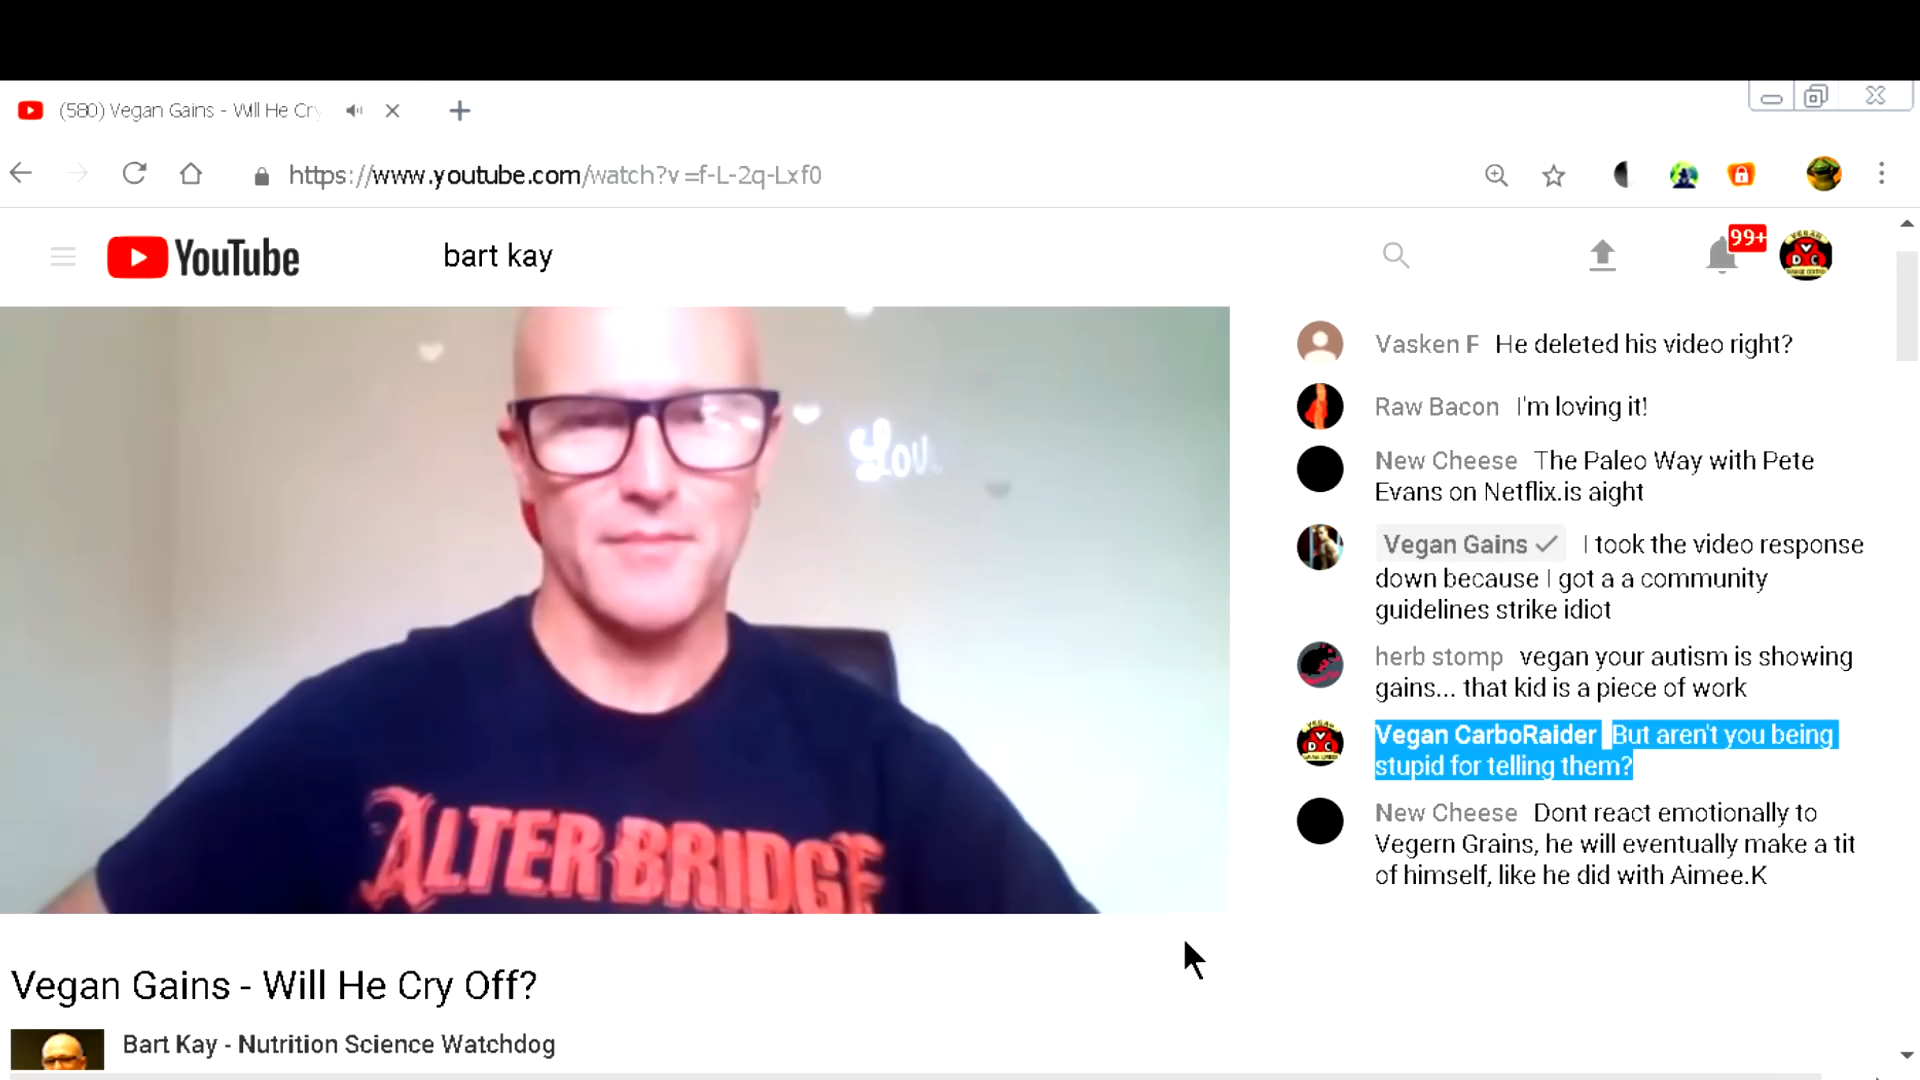 (580) Vegan Gains - Will He Cry
https://www.youtube.com/watch?v=f-L-2q-Lxf0
YouTube
bart kay
99+
Vasken F He deleted his video right?
Raw Bacon I'm loving it!
New Cheese The Paleo Way with Pete
Evans on Netflix.is aight
Vegan Gains I took the video response
down because I got a a community
guidelines strike idiot
herb stomp vegan your autism is showing
gains... that kid is a piece of work
Vegan CarboRaider But aren't you being
stupid for telling them?
New Cheese Dont react emotionally to
Vegern Grains, he will eventually make a tit
of himself, like he did with Aimee.K
Lov
ALTER BRIDGE
Vegan Gains - Will He Cry Off?
Bart Kay - Nutrition Science Watchdog